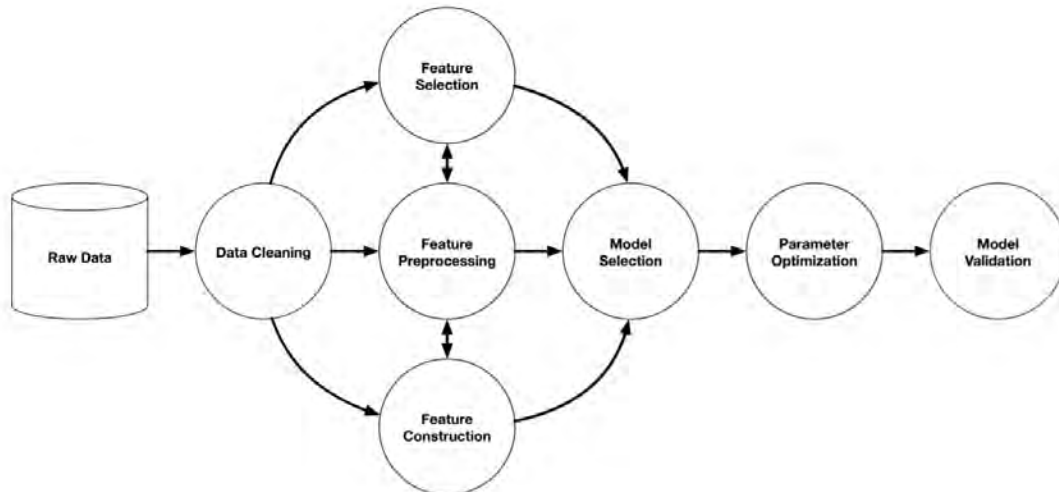 Feature
Selection
Raw Data
Data Cleaning
Feature
Preprocessing
Model
Selection
Parameter
Optimization
Model
Validation
Feature
Construction